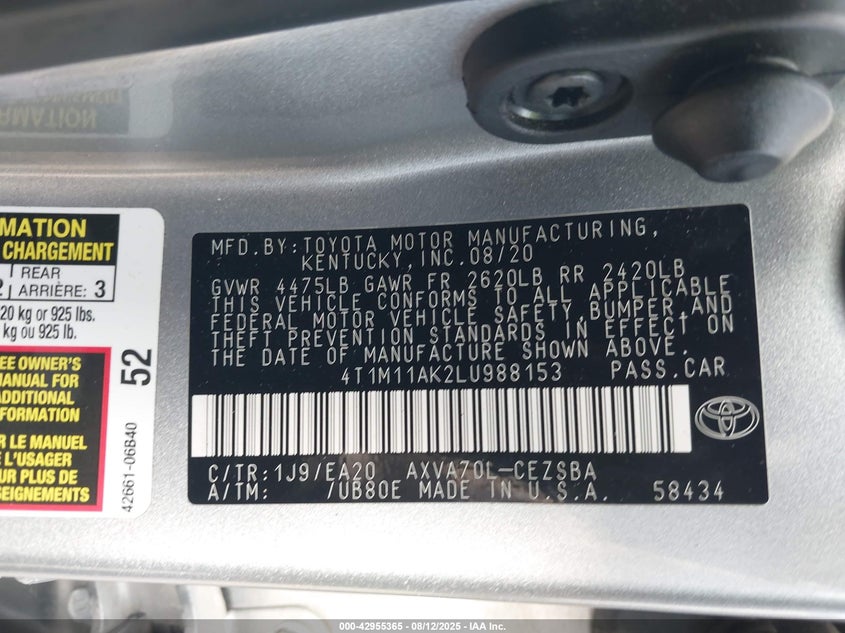 RMATION
MATION
CHARGEMENT
REAR
ARRIÈRE: 3
20 kg or 925 lbs.
kg ou 925 lb.
EE OWNER'S
MANUAL FOR
ADDITIONAL
R LE MANUEL
L'USAGER
R PLUS DE
52
42661-06B40
MFD.BY:TOYOTA MOTOR MANUFACTURING,
KENTUCKY, INC.08/20
GVWR 4475LB GAWR FR 2620LB RR 2420LB
THIS VEHICLE CONFORMS TO ALL APPLICABLE
FEDERAL MOTOR VEHICLE SAFETY,BUMPER,AND
THEFT PREVENTION STANDARDS IN EFFECT ON
THE DATE OF MANUFACTURE SHOWN ABOVE.
4T1M11AK2LU988153 PASS.CAR
C/TR:1J9/EA20 AXVA70L-CEZSBA
A/TM: /UB80E MADE IN U.S.A. 58434
000-42955365 - 08/12/2025 - IAA Inc.